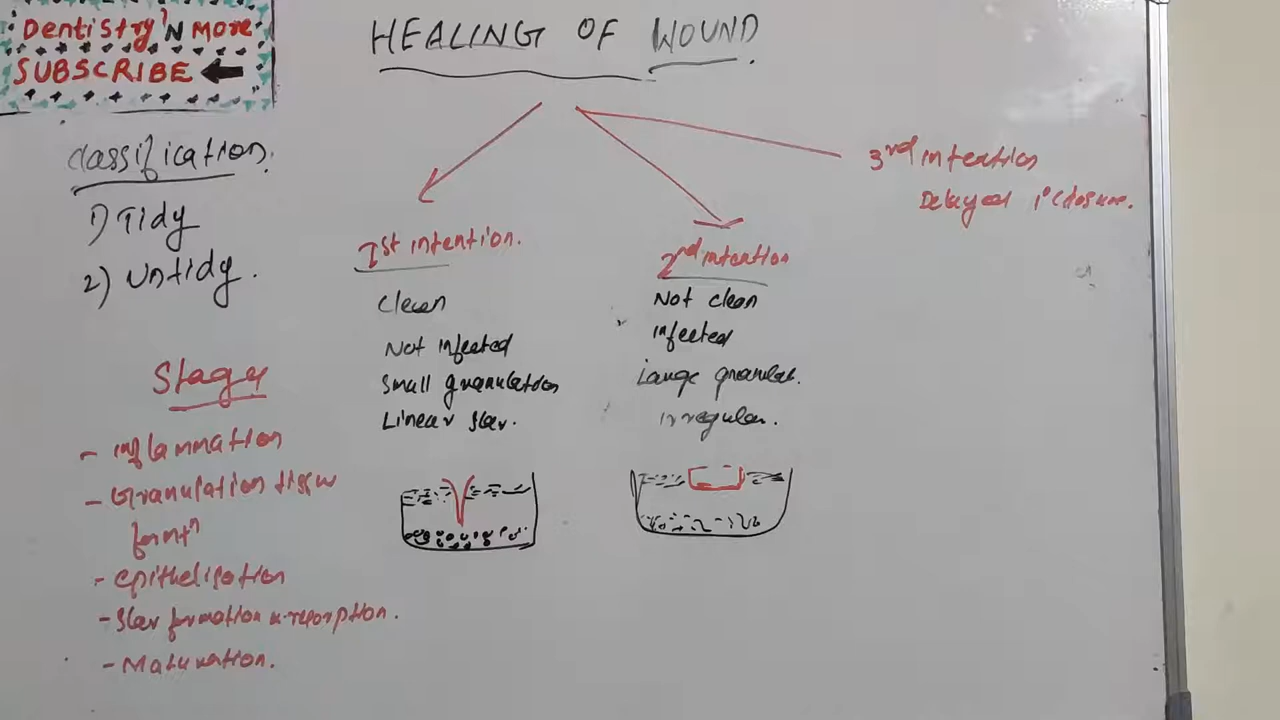 Dentistry'N More
SUBSCRIBE
HEALING OF WOUND.
Classification.
1) Tidy
2) Untidy.
Stage
- Inflammation
- Granulation tissue
formtn
- Epithelisation
- Scar formation & resorption.
- Maturation.
1st intention.
Clean
Not infected
Small granulation
Linear scar.
2nd intention
Not clean
infected
Large granulat.
irregular.
3rd intention
Delayed 1° closure.